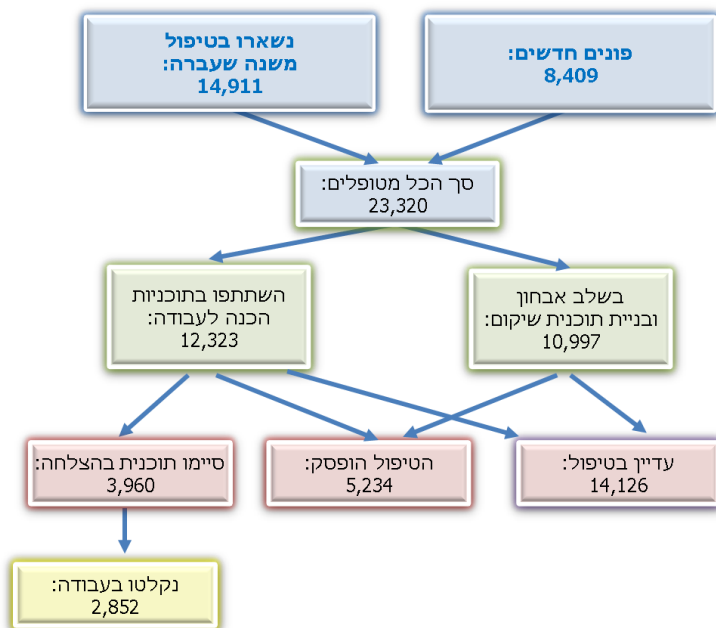 פונים חדשים:
8,409
נשארו בטיפול
משנה שעברה:
14,911
סך הכל מטופלים:
23,320
בשלב אבחון
ובניית תוכנית שיקום:
10,997
השתתפו בתוכניות
הכנה לעבודה:
12,323
עדיין בטיפול:
14,126
הטיפול הופסק:
5,234
סיימו תוכנית בהצלחה:
3,960
נקלטו בעבודה:
2,852